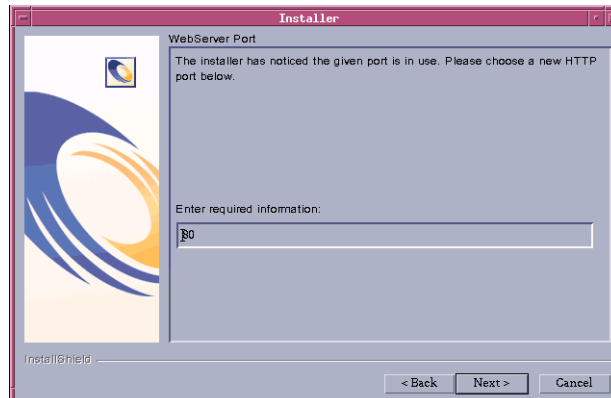 Installer
WebServer Port
The installer has noticed the given port is in use. Please choose a new HTTP
port below.
Enter required information:
80
InstallShield
< Back
Next >
Cancel